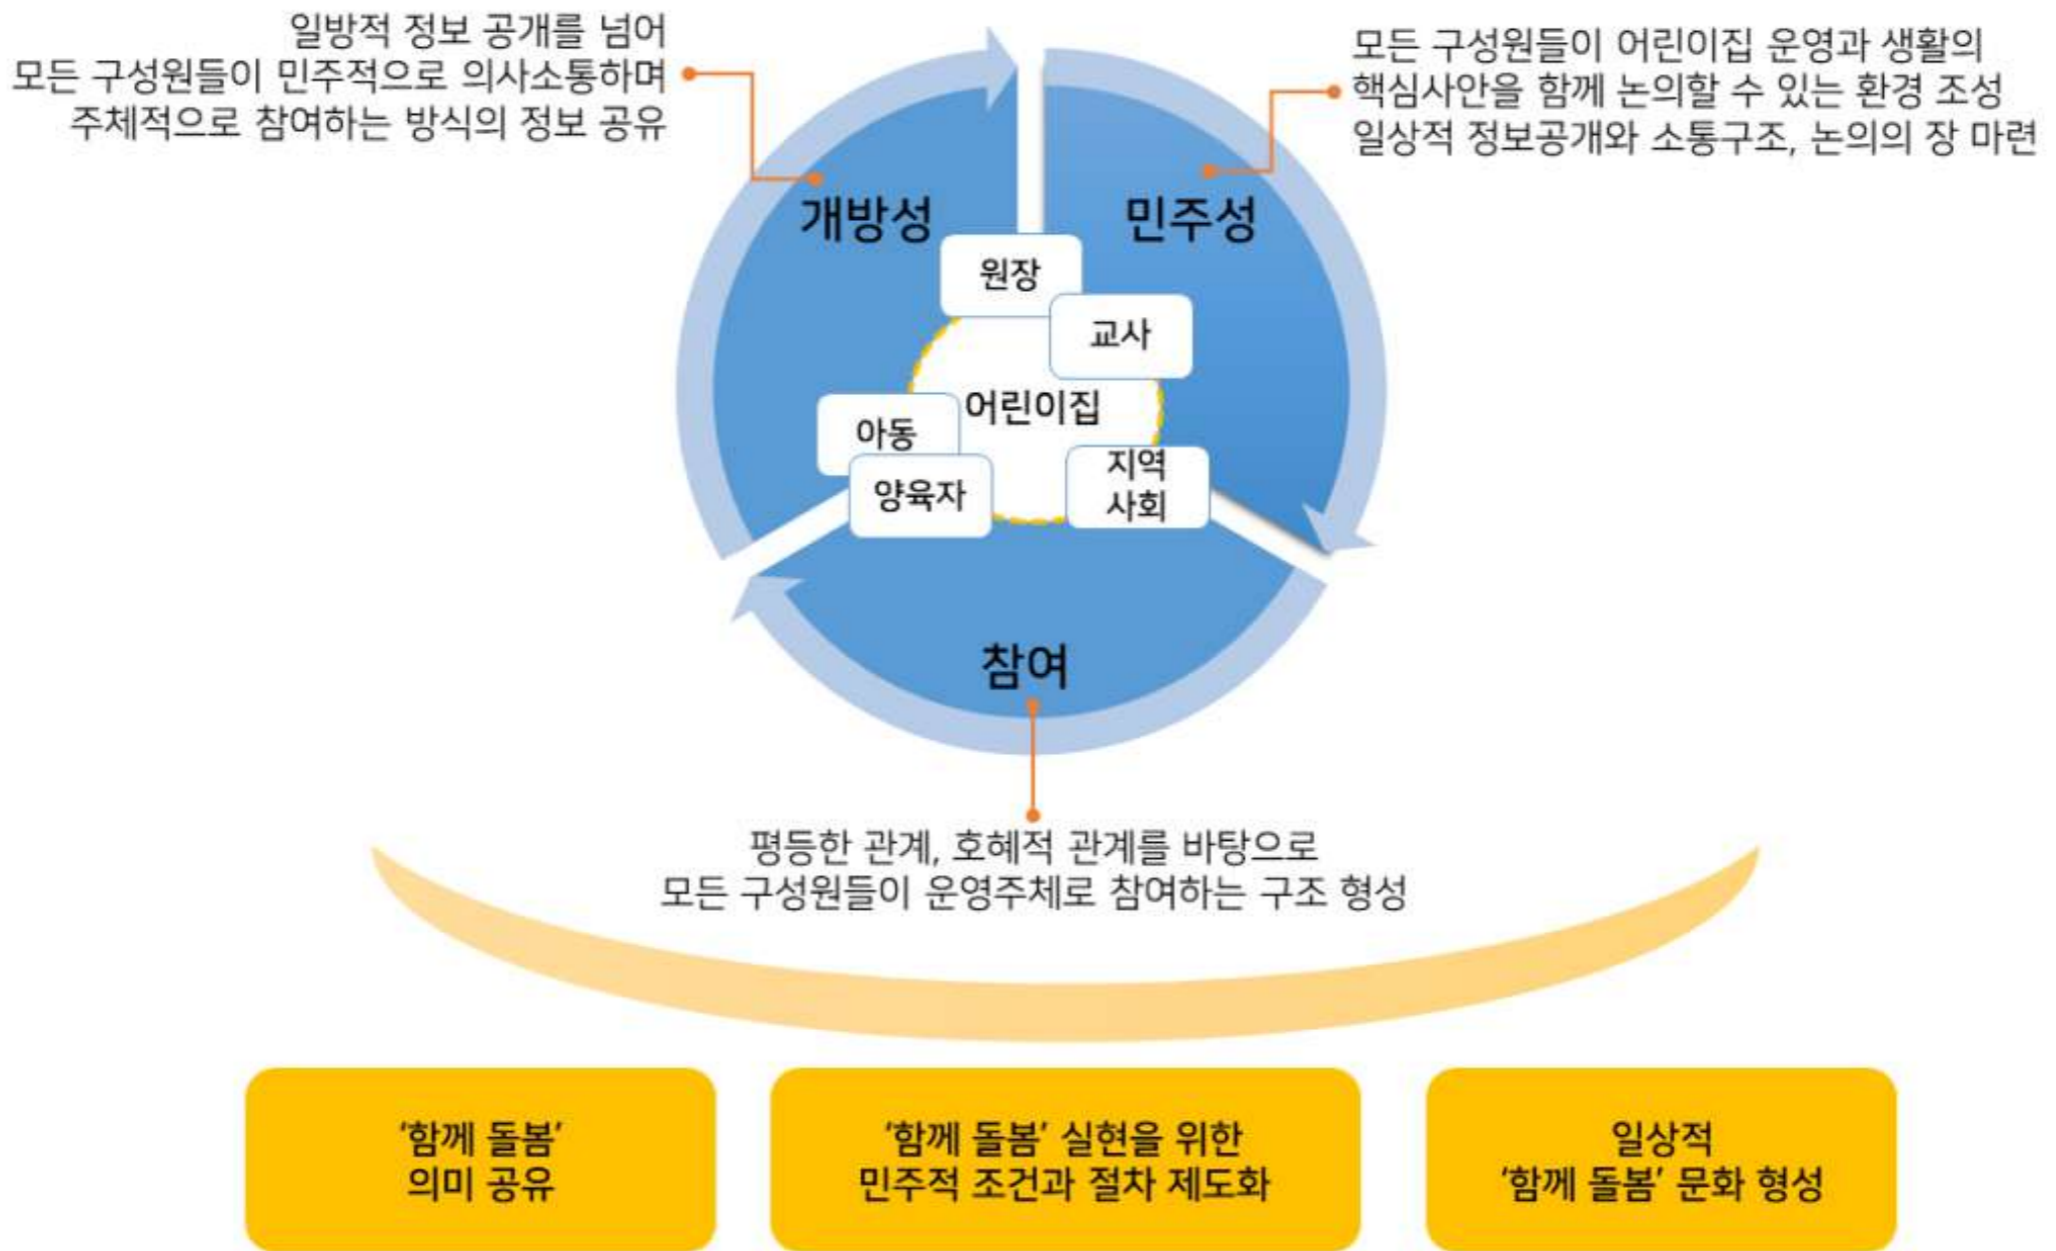 일방적 정보 공개를 넘어
모든 구성원들이 민주적으로 의사소통하며
주체적으로 참여하는 방식의 정보 공유
모든 구성원들이 어린이집 운영과 생활의
핵심사안을 함께 논의할 수 있는 환경 조성
일상적 정보공개와 소통구조, 논의의 장 마련
개방성
민주성
원장
교사
어린이집
아동
양육자
지역
사회
참여
평등한 관계, 호혜적 관계를 바탕으로
모든 구성원들이 운영주체로 참여하는 구조 형성
‘함께 돌봄’
의미 공유
‘함께 돌봄’ 실현을 위한
민주적 조건과 절차 제도화
일상적
‘함께 돌봄’ 문화 형성